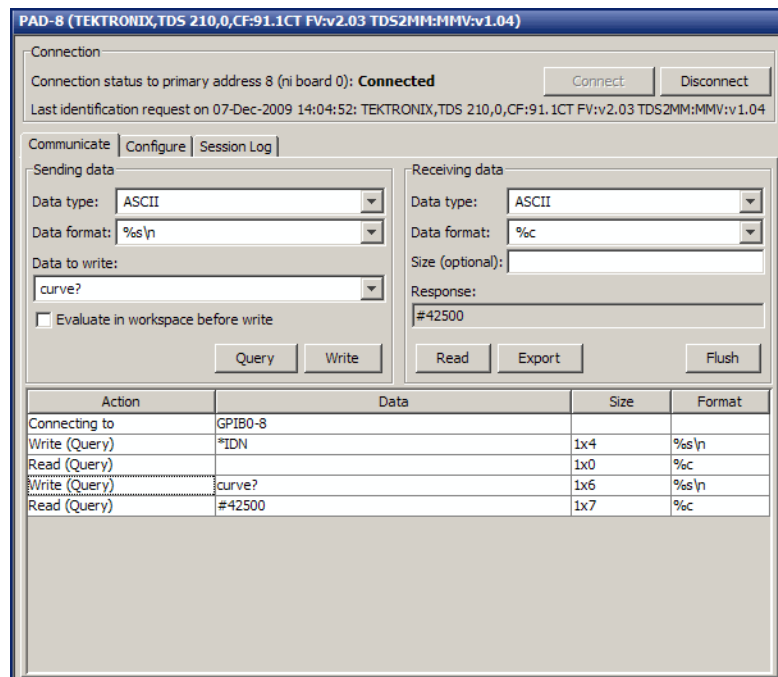 PAD-8 (TEKTRONIX,TDS 210,0,CF:91.1CT FV:v2.03 TDS2MM:MMV:v1.04)
Connection
Connection status to primary address 8 (ni board 0): Connected
Connect
Disconnect
Last identification request on 07-Dec-2009 14:04:52: TEKTRONIX,TDS 210,0,CF:91.1CT FV:v2.03 TDS2MM:MMV:v1.04
Communicate Configure Session Log
Sending data
Data type: ASCII
Data format: %s\n
Data to write:
curve?
Evaluate in workspace before write
Query Write
Receiving data
Data type: ASCII
Data format: %c
Size (optional):
Response:
#42500
Read Export Flush
Action Data Size Format
Connecting to GPIB0-8
Write (Query) *IDN 1x4 %s\n
Read (Query) 1x0 %c
Write (Query) curve? 1x6 %s\n
Read (Query) #42500 1x7 %c